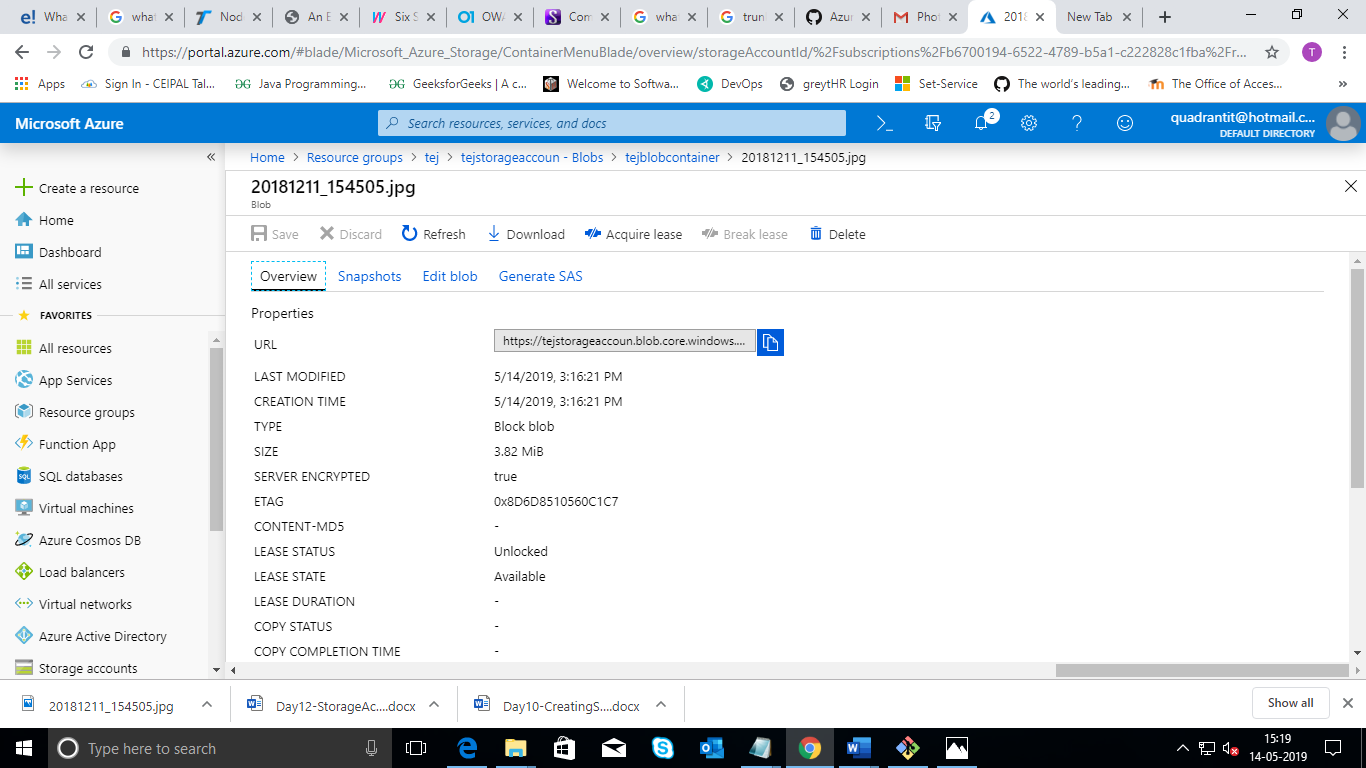 Wha
what
Nod
An E
Six S
OWA
Com
what
trun
Azur
Phot
2018
New Tab
https://portal.azure.com/#blade/Microsoft_Azure_Storage/ContainerMenuBlade/overview/storageAccountId/%2Fsubscriptions%2Fb6700194-6522-4789-b5a1-c222828c1fba%2Fr...
T
Apps
Sign In - CEIPAL Tal...
Java Programming...
GeeksforGeeks | A c...
Welcome to Softwa...
DevOps
greytHR Login
Set-Service
The world's leading...
The Office of Acces...
Microsoft Azure
Search resources, services, and docs
2
quadrantit@hotmail.c...
DEFAULT DIRECTORY
Home > Resource groups > tej > tejstorageaccoun - Blobs > tejblobcontainer > 20181211_154505.jpg
Create a resource
Home
Dashboard
All services
FAVORITES
All resources
App Services
Resource groups
Function App
SQL databases
Virtual machines
Azure Cosmos DB
Load balancers
Virtual networks
Azure Active Directory
Storage accounts
20181211_154505.jpg
Blob
Save
Discard
Refresh
Download
Acquire lease
Break lease
Delete
Overview
Snapshots
Edit blob
Generate SAS
Properties
URL https://tejstorageaccoun.blob.core.windows....
LAST MODIFIED 5/14/2019, 3:16:21 PM
CREATION TIME 5/14/2019, 3:16:21 PM
TYPE Block blob
SIZE 3.82 MiB
SERVER ENCRYPTED true
ETAG 0x8D6D8510560C1C7
CONTENT-MD5 -
LEASE STATUS Unlocked
LEASE STATE Available
LEASE DURATION -
COPY STATUS -
COPY COMPLETION TIME -
20181211_154505.jpg
Day12-StorageAc....docx
Day10-CreatingS....docx
Show all
Type here to search
15:19
14-05-2019